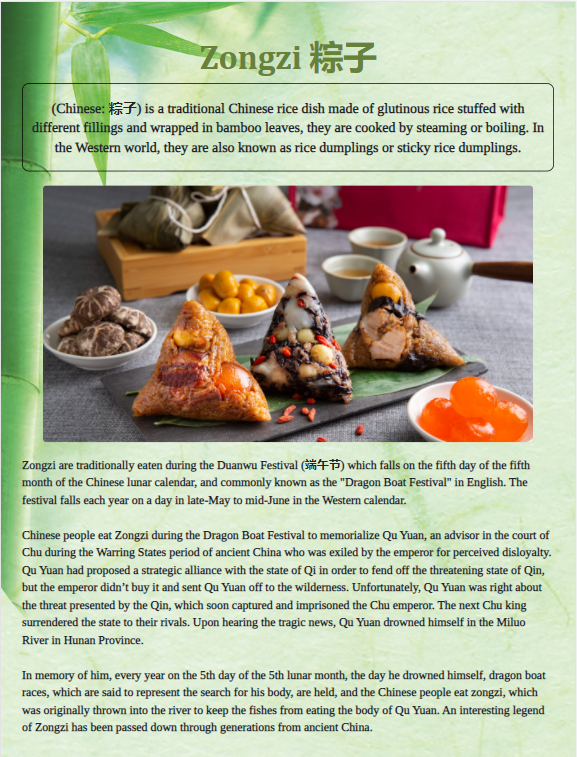 Zongzi 粽子
(Chinese: 粽子) is a traditional Chinese rice dish made of glutinous rice stuffed with
different fillings and wrapped in bamboo leaves, they are cooked by steaming or boiling. In
the Western world, they are also known as rice dumplings or sticky rice dumplings.
Zongzi are traditionally eaten during the Duanwu Festival (端午节) which falls on the fifth day of the fifth
month of the Chinese lunar calendar, and commonly known as the "Dragon Boat Festival" in English. The
festival falls each year on a day in late-May to mid-June in the Western calendar.
Chinese people eat Zongzi during the Dragon Boat Festival to memorialize Qu Yuan, an advisor in the court of
Chu during the Warring States period of ancient China who was exiled by the emperor for perceived disloyalty.
Qu Yuan had proposed a strategic alliance with the state of Qi in order to fend off the threatening state of Qin,
but the emperor didn’t buy it and sent Qu Yuan off to the wilderness. Unfortunately, Qu Yuan was right about
the threat presented by the Qin, which soon captured and imprisoned the Chu emperor. The next Chu king
surrendered the state to their rivals. Upon hearing the tragic news, Qu Yuan drowned himself in the Miluo
River in Hunan Province.
In memory of him, every year on the 5th day of the 5th lunar month, the day he drowned himself, dragon boat
races, which are said to represent the search for his body, are held, and the Chinese people eat zongzi, which
was originally thrown into the river to keep the fishes from eating the body of Qu Yuan. An interesting legend
of Zongzi has been passed down through generations from ancient China.